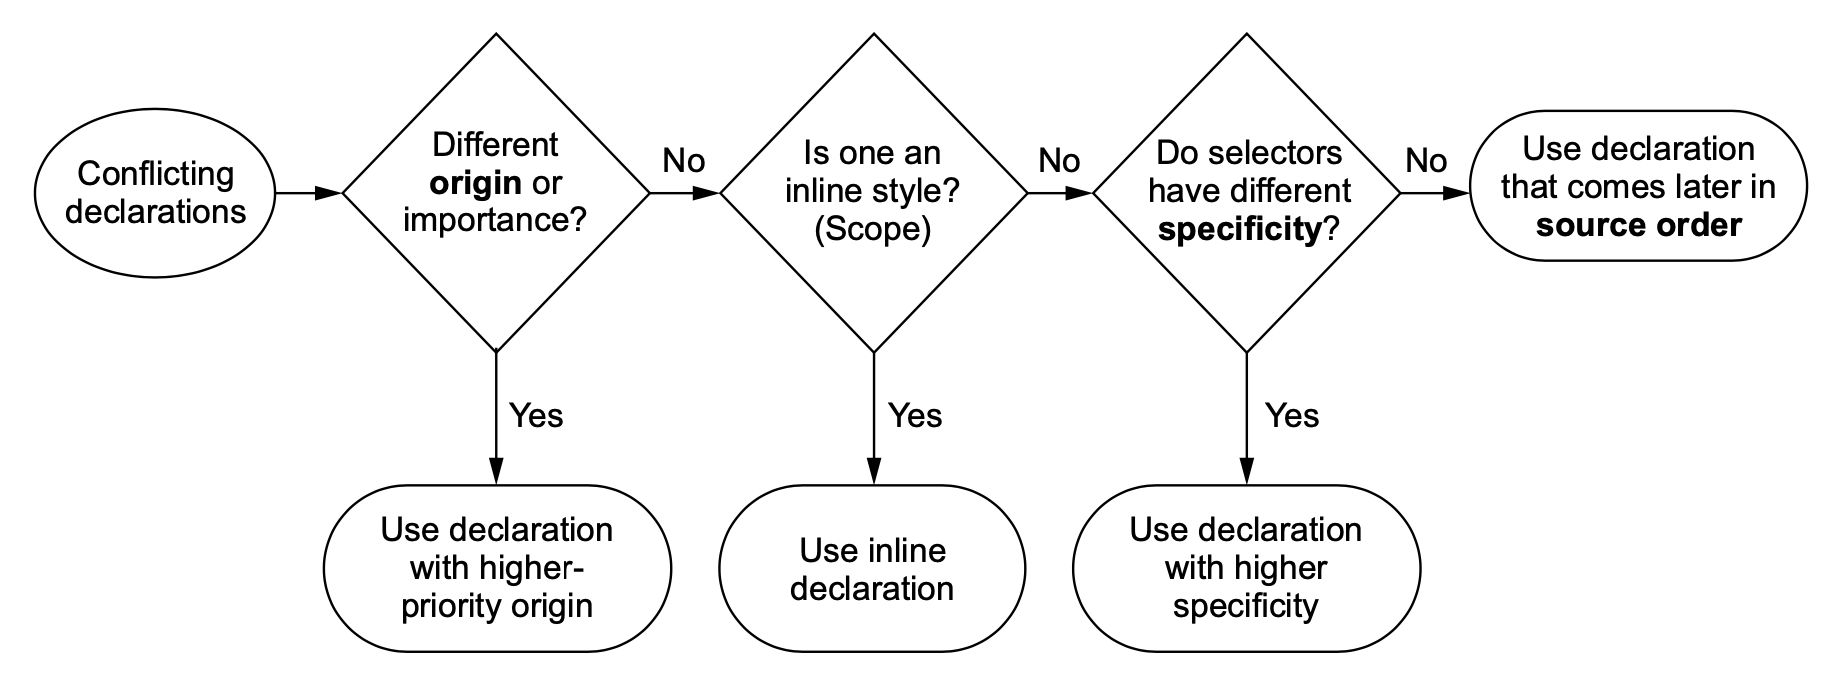 Conflicting
declarations
Different
origin or
importance?
No
Is one an
inline style?
(Scope)
No
Do selectors
have different
specificity?
No
Use declaration
that comes later in
source order
Yes
Yes
Yes
Use declaration
with higher-
priority origin
Use inline
declaration
Use declaration
with higher
specificity